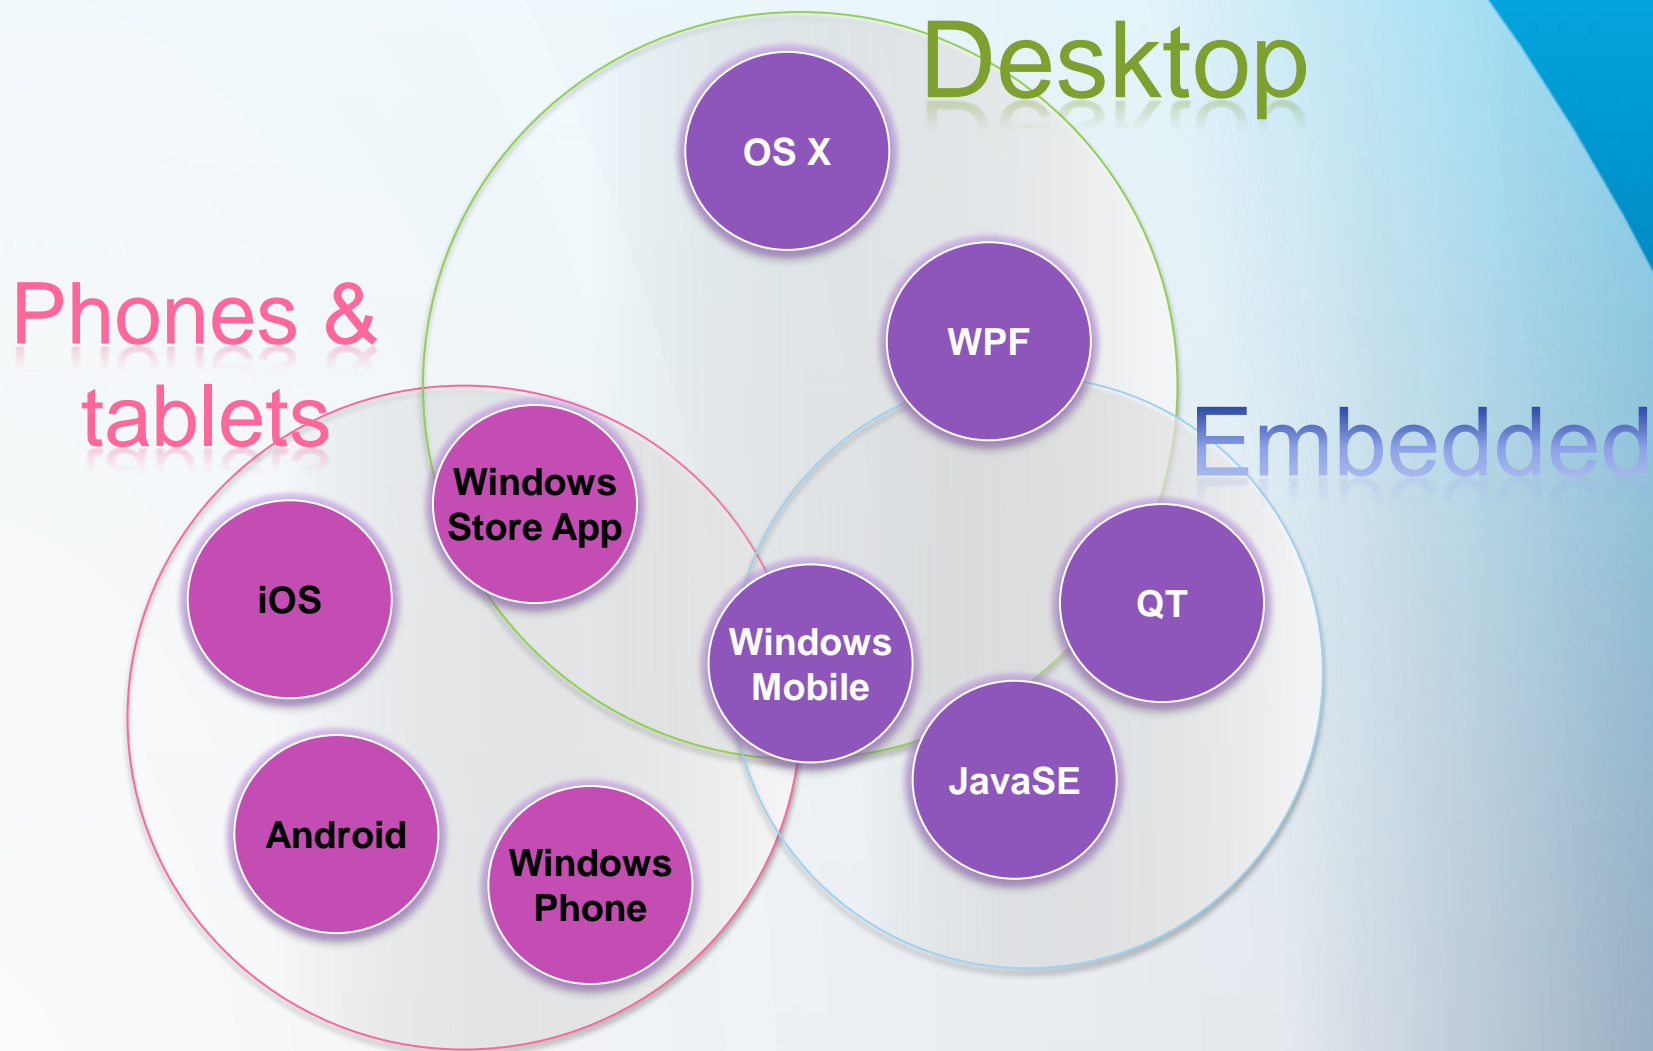 Desktop
OS X
WPF
Phones &
tablets
Embedded
Windows
Store App
iOS
QT
Windows
Mobile
JavaSE
Android
Windows
Phone